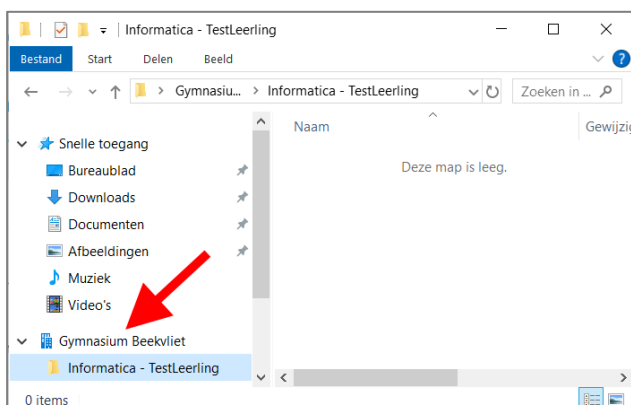 Informatica - TestLeerling
Bestand Start Delen Beeld
Gymnasiu... > Informatica - TestLeerling Zoeken in ...
Naam Gewijzig
Deze map is leeg.
Snelle toegang
Bureaublad
Downloads
Documenten
Afbeeldingen
Muziek
Video's
Gymnasium Beekvliet
Informatica - TestLeerling
0 items